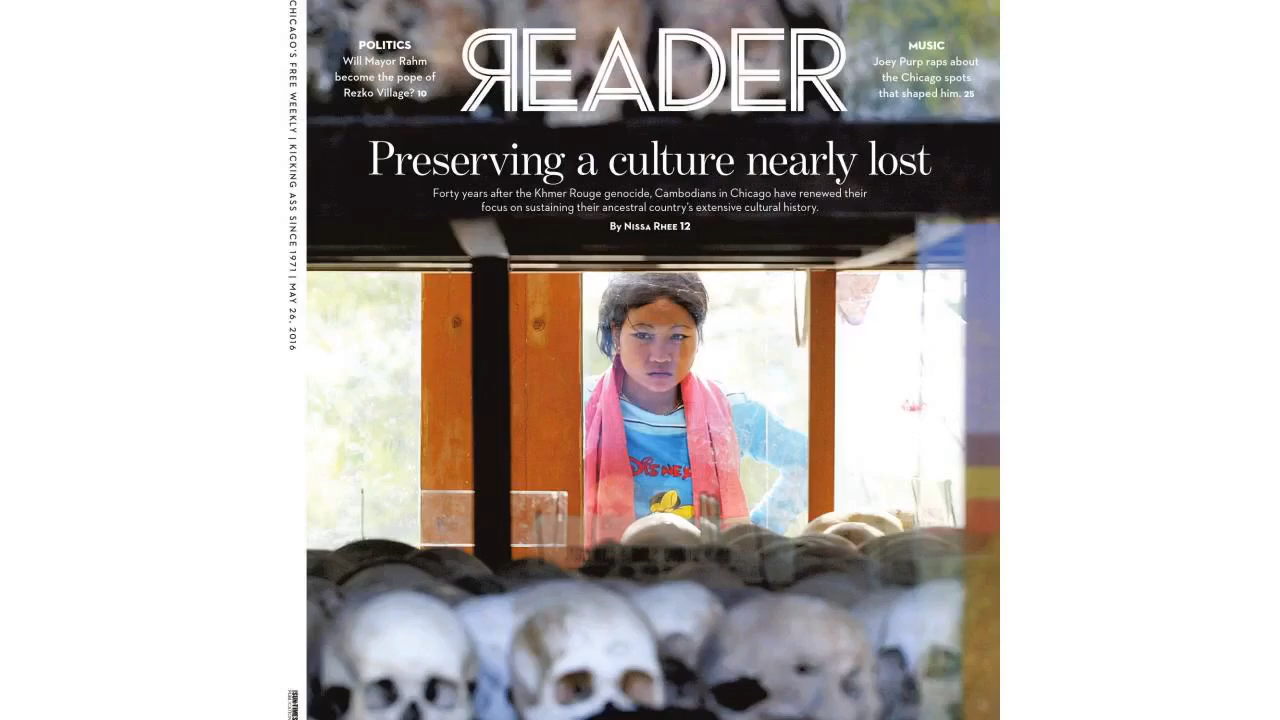 CHICAGO'S FREE WEEKLY | KICKING ASS SINCE 1971 | MAY 26, 2016
POLITICS
Will Mayor Rahm
become the pope of
Rezko Village? 10
READER
MUSIC
Joey Purp raps about
the Chicago spots
that shaped him. 25
Preserving a culture nearly lost
Forty years after the Khmer Rouge genocide, Cambodians in Chicago have renewed their
focus on sustaining their ancestral country's extensive cultural history.
By NISSA RHEE 12
DISNEY